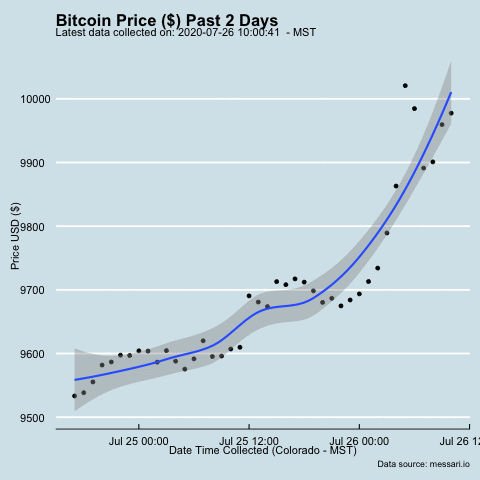 Bitcoin Price ($) Past 2 Days
Latest data collected on: 2020-07-26 10:00:41 - MST
10000
9900
9800
9700
9600
9500
Price USD ($)
Jul 25 00:00 Jul 25 12:00 Jul 26 00:00 Jul 26 12
Date Time Collected (Colorado - MST)
Data source: messari.io